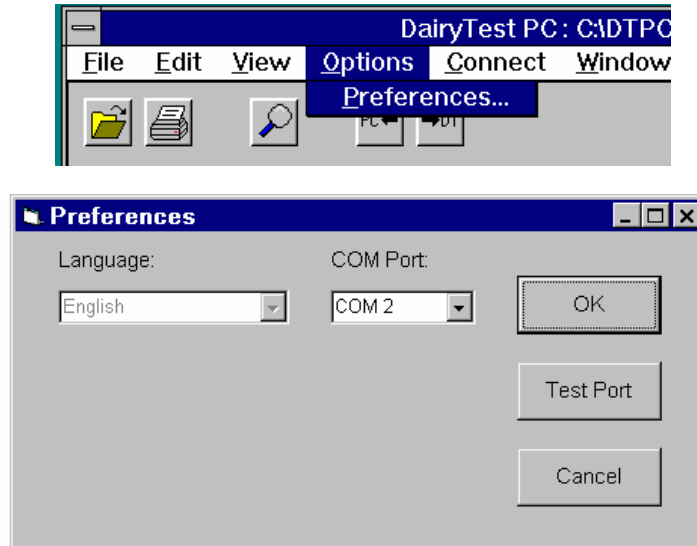 DairyTest PC : C:\DTPC
File Edit View Options Connect Window
Preferences...
PC DT
Preferences
Language: COM Port:
English COM 2 OK
Test Port
Cancel